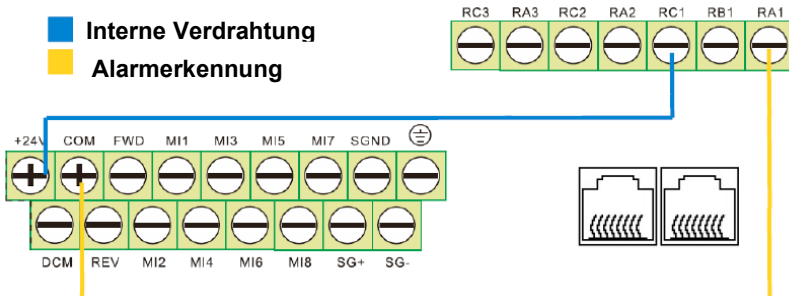 RC3 RA3 RC2 RA2 RC1 RB1 RA1
Interne Verdrahtung
Alarmerkennung
+24V COM FWD MI1 MI3 MI5 MI7 SGND
DCM REV MI2 MI4 MI6 MI8 SG+ SG-